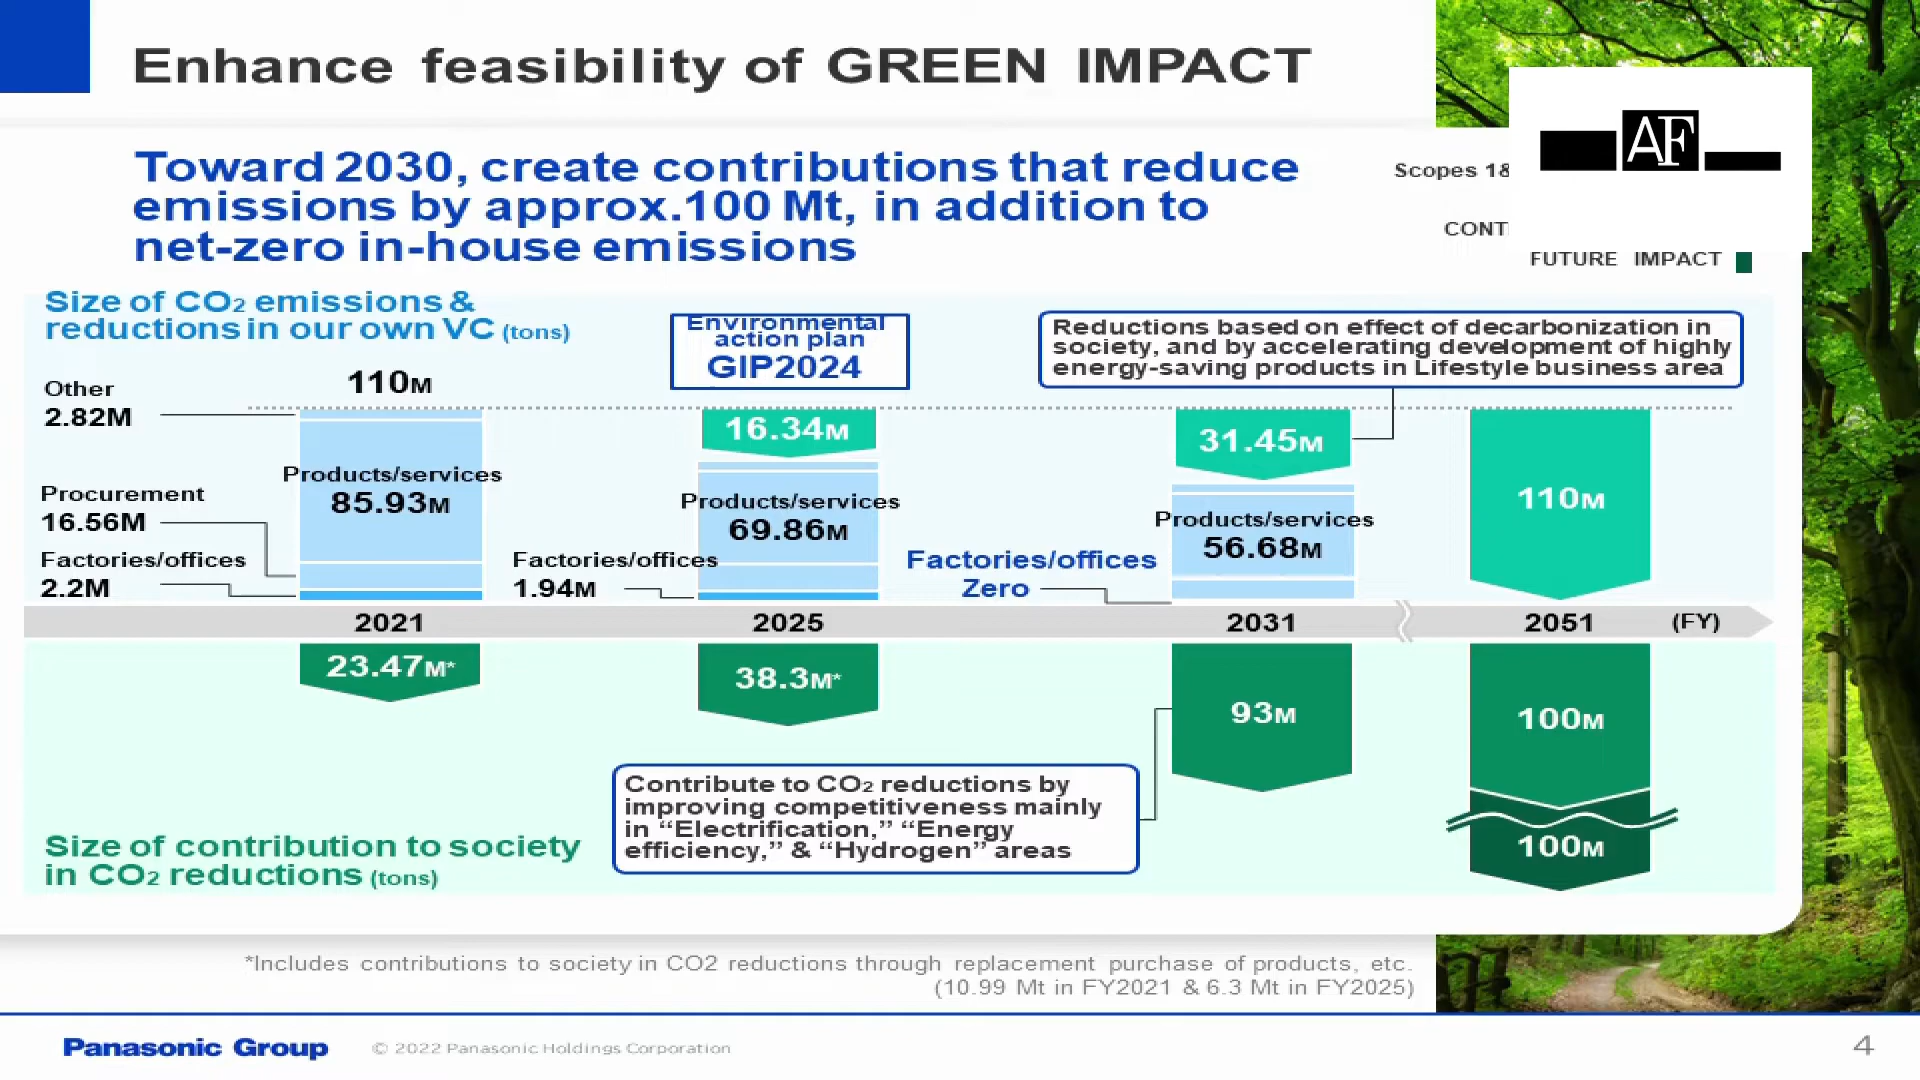 Enhance feasibility of GREEN IMPACT
AF
Toward 2030, create contributions that reduce
emissions by approx.100 Mt, in addition to
net-zero in-house emissions
Scopes 1&
CONT
FUTURE IMPACT
Size of CO2 emissions &
reductions in our own VC (tons)
Environmental
action plan
GIP2024
Reductions based on effect of decarbonization in
society, and by accelerating development of highly
energy-saving products in Lifestyle business area
Other
2.82M
110M
16.34M
31.45M
110M
Products/services
85.93M
Products/services
69.86M
Products/services
56.68M
Procurement
16.56M
Factories/offices
2.2M
Factories/offices
1.94M
Factories/offices
Zero
2021
2025
2031
2051
(FY)
23.47M*
38.3M*
93M
100M
100M
Contribute to CO2 reductions by
improving competitiveness mainly
in “Electrification,” “Energy
efficiency,” & “Hydrogen” areas
Size of contribution to society
in CO2 reductions (tons)
*Includes contributions to society in CO2 reductions through replacement purchase of products, etc.
(10.99 Mt in FY2021 & 6.3 Mt in FY2025)
Panasonic Group
© 2022 Panasonic Holdings Corporation
4